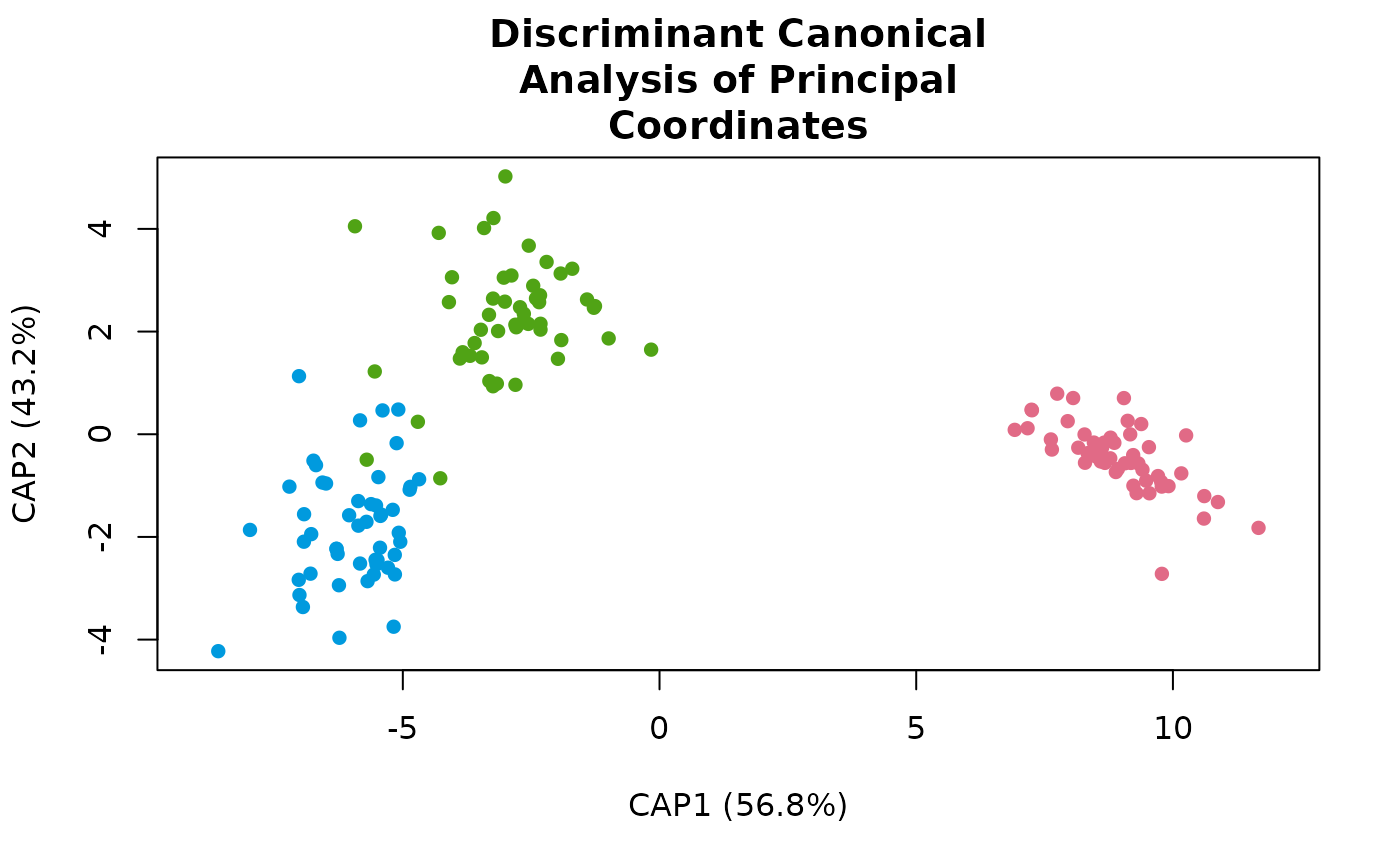 Discriminant Canonical
Analysis of Principal
Coordinates
4
2
0
-2
-4
CAP2 (43.2%)
-5
0
5
10
CAP1 (56.8%)